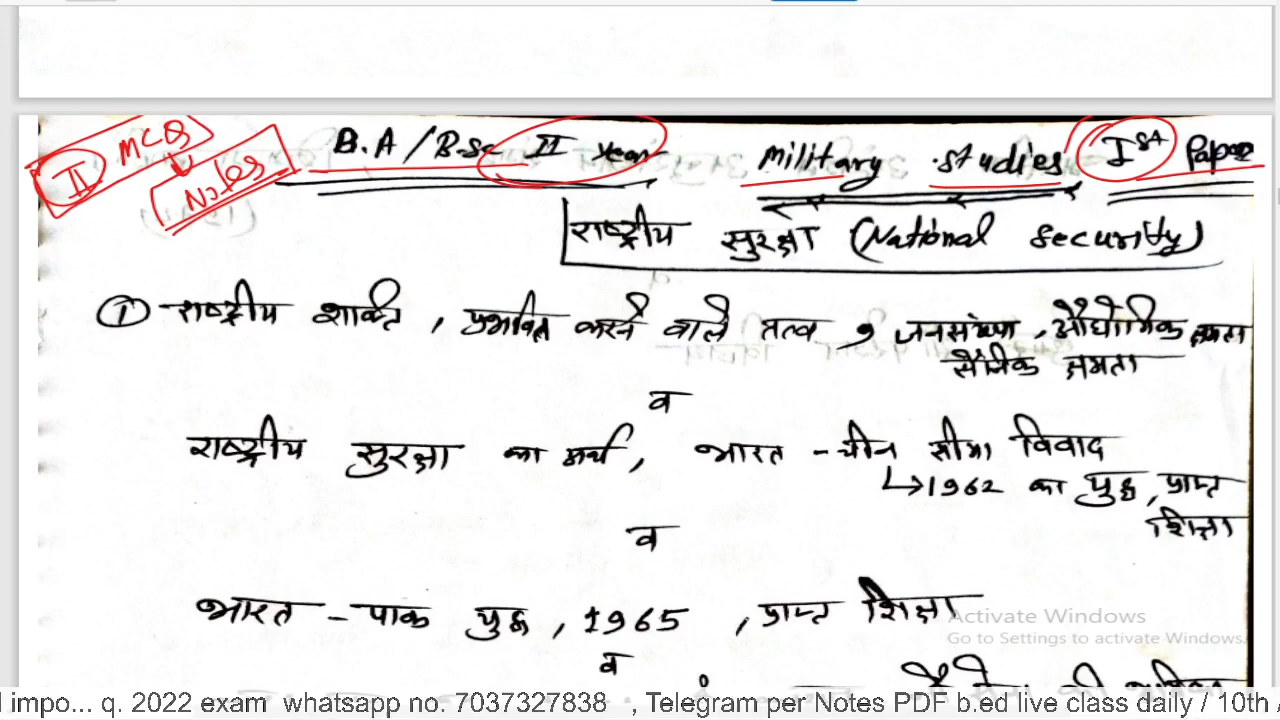 II MCQ
Notes
B.A / B.Sc II year Military studies Ist Paper
राष्ट्रीय सुरक्षा (National Security)
① राष्ट्रीय शक्ति, प्रभावित करने वाले तत्व, जनसंख्या, औद्योगिक क्षमता
सैनिक क्षमता
व
राष्ट्रीय सुरक्षा का अर्थ, भारत - चीन सीमा विवाद
↳1962 का युद्ध, प्राप्त
शिक्षा
व
भारत - पाक युद्ध, 1965, प्राप्त शिक्षा
Activate Windows
Go to Settings to activate Windows.
व
impo... q. 2022 exam whatsapp no. 7037327838 , Telegram per Notes PDF b.ed live class daily / 10th